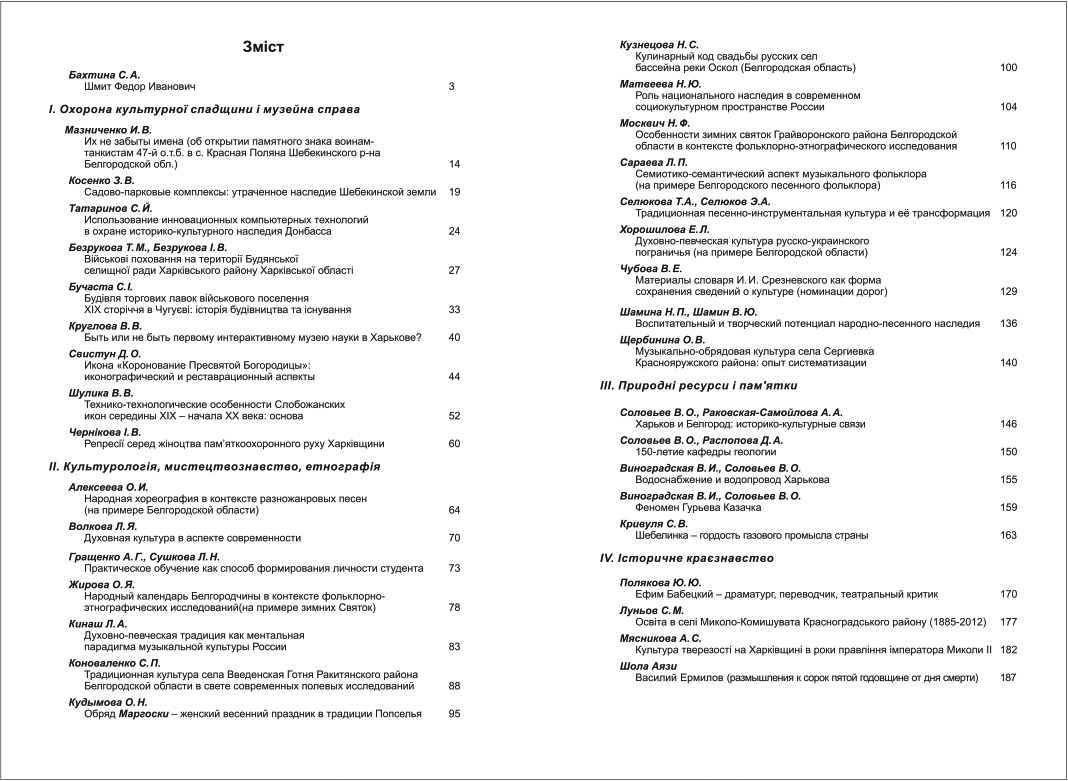 Зміст
Бахтина С. А.
Шмит Федор Иванович 3
I. Охорона культурної спадщини і музейна справа
Мазниченко И. В.
Их не забыты имена (об открытии памятного знака воинам-
танкистам 47-й о.т.б. в с. Красная Поляна Шебекинского р-на
Белгородской обл.) 14
Косенко З. В.
Садово-парковые комплексы: утраченное наследие Шебекинской земли 19
Татаринов С. Й.
Использование инновационных компьютерных технологий
в охране историко-культурного наследия Донбасса 24
Безрукова Т. М., Безрукова І. В.
Військові поховання на території Будянської
селищної ради Харківського району Харківської області 27
Бучаста С. І.
Будівля торгових лавок військового поселення
XIX сторіччя в Чугуєві: історія будівництва та існування 33
Круглова В. В.
Быть или не быть первому интерактивному музею науки в Харькове? 40
Свистун Д. О.
Икона «Коронование Пресвятой Богородицы»:
иконографический и реставрационный аспекты 44
Шулика В. В.
Технико-технологические особенности Слобожанских
икон середины XIX – начала XX века: основа 52
Чернікова І. В.
Репресії серед жіноцтва пам’яткоохоронного руху Харківщини 60
II. Культурологія, мистецтвознавство, етнографія
Алексеева О. И.
Народная хореография в контексте разножанровых песен
(на примере Белгородской области) 64
Волкова Л. Я.
Духовная культура в аспекте современности 70
Гращенко А. Г., Сушкова Л. Н.
Практическое обучение как способ формирования личности студента 73
Жирова О. Я.
Народный календарь Белгородчины в контексте фольклорно-
этнографических исследований(на примере зимних Святок) 78
Кинаш Л. А.
Духовно-певческая традиция как ментальная
парадигма музыкальной культуры России 83
Коноваленко С. П.
Традиционная культура села Введенская Готня Ракитянского района
Белгородской области в свете современных полевых исследований 88
Кудымова О. Н.
Обряд Маргоски – женский весенний праздник в традиции Попселья 95
Кузнецова Н. С.
Кулинарный код свадьбы русских сел
бассейна реки Оскол (Белгородская область) 100
Матвеева Н. Ю.
Роль национального наследия в современном
социокультурном пространстве России 104
Москвич Н. Ф.
Особенности зимних святок Грайворонского района Белгородской
области в контексте фольклорно-этнографического исследования 110
Сараева Л. П.
Семиотико-семантический аспект музыкального фольклора
(на примере Белгородского песенного фольклора) 116
Селюкова Т.А., Селюков Э.А.
Традиционная песенно-инструментальная культура и её трансформация 120
Хорошилова Е. Л.
Духовно-певческая культура русско-украинского
пограничья (на примере Белгородской области) 124
Чубова В. Е.
Материалы словаря И. И. Срезневского как форма
сохранения сведений о культуре (номинации дорог) 129
Шамина Н. П., Шамин В. Ю.
Воспитательный и творческий потенциал народно-песенного наследия 136
Щербинина О. В.
Музыкально-обрядовая культура села Сергиевка
Краснояружского района: опыт систематизации 140
III. Природні ресурси і пам'ятки
Соловьев В. О., Раковская-Самойлова А. А.
Харьков и Белгород: историко-культурные связи 146
Соловьев В. О., Распопова Д. А.
150-летие кафедры геологии 150
Виноградская В. И., Соловьев В. О.
Водоснабжение и водопровод Харькова 155
Виноградская В. И., Соловьев В. О.
Феномен Гурьева Казачка 159
Кривуля С. В.
Шебелинка – гордость газового промысла страны 163
IV. Історичне краєзнавство
Полякова Ю. Ю.
Ефим Бабецкий – драматург, переводчик, театральный критик 170
Луньов С. М.
Освіта в селі Миколо-Комишувата Красноградського району (1885-2012) 177
Мясникова А. С.
Культура тверезості на Харківщині в роки правління імператора Миколи II 182
Шола Аязи
Василий Ермилов (размышления к сорок пятой годовщине от дня смерти) 187